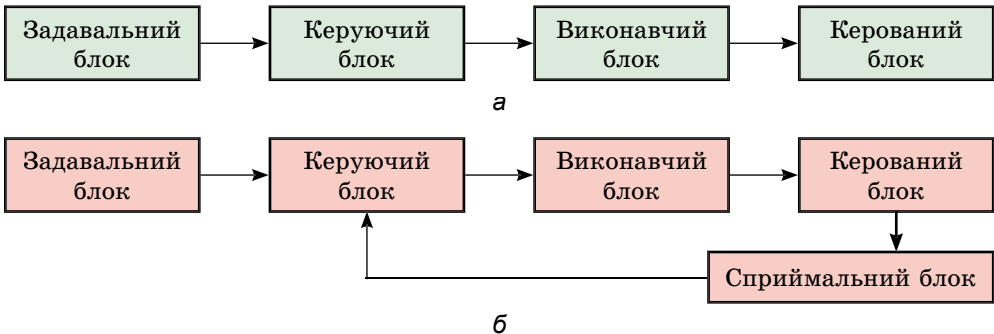 Задавальний
блок
Керуючий
блок
Виконавчий
блок
Керований
блок
а
Задавальний
блок
Керуючий
блок
Виконавчий
блок
Керований
блок
Сприймальний блок
б